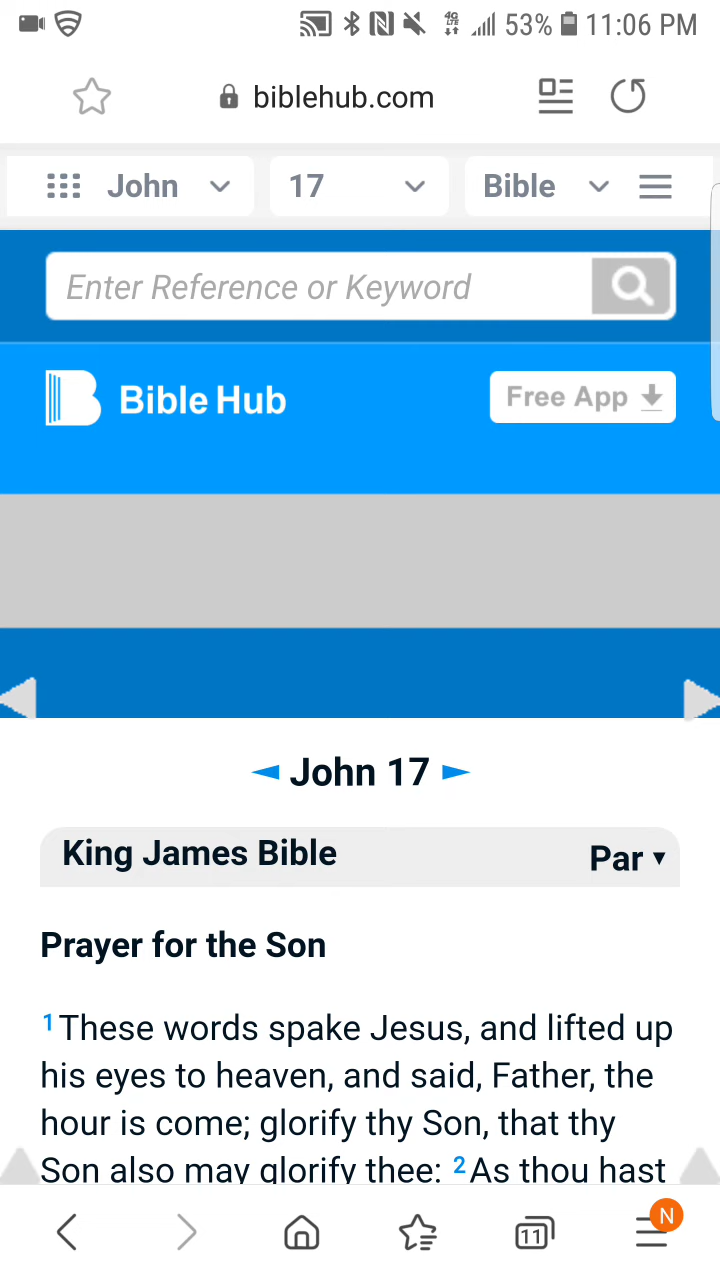 4G LTE 53% 11:06 PM
biblehub.com
John 17 Bible
Enter Reference or Keyword
Bible Hub Free App
John 17
King James Bible Par
Prayer for the Son
1 These words spake Jesus, and lifted up
his eyes to heaven, and said, Father, the
hour is come; glorify thy Son, that thy
Son also may glorify thee: 2 As thou hast
11 N